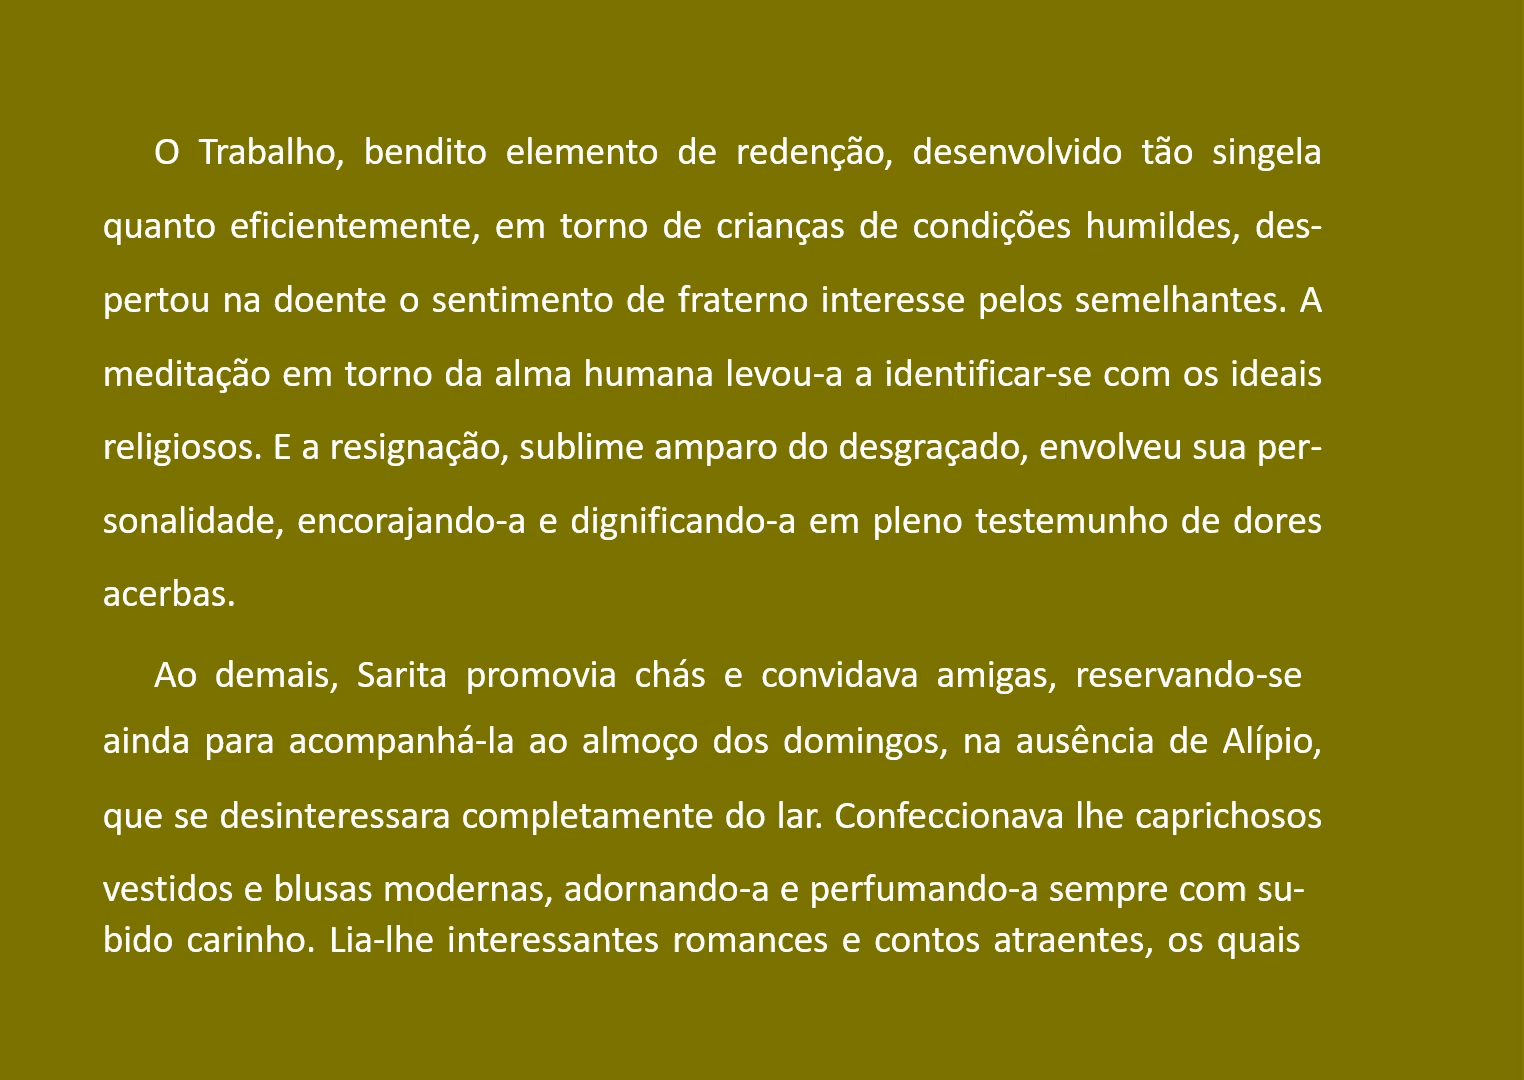 O Trabalho, bendito elemento de redenção, desenvolvido tão singela
quanto eficientemente, em torno de crianças de condições humildes, des-
pertou na doente o sentimento de fraterno interesse pelos semelhantes. A
meditação em torno da alma humana levou-a a identificar-se com os ideais
religiosos. E a resignação, sublime amparo do desgraçado, envolveu sua per-
sonalidade, encorajando-a e dignificando-a em pleno testemunho de dores
acerbas.
Ao demais, Sarita promovia chás e convidava amigas, reservando-se
ainda para acompanhá-la ao almoço dos domingos, na ausência de Alípio,
que se desinteressara completamente do lar. Confeccionava lhe caprichosos
vestidos e blusas modernas, adornando-a e perfumando-a sempre com su-
bido carinho. Lia-lhe interessantes romances e contos atraentes, os quais